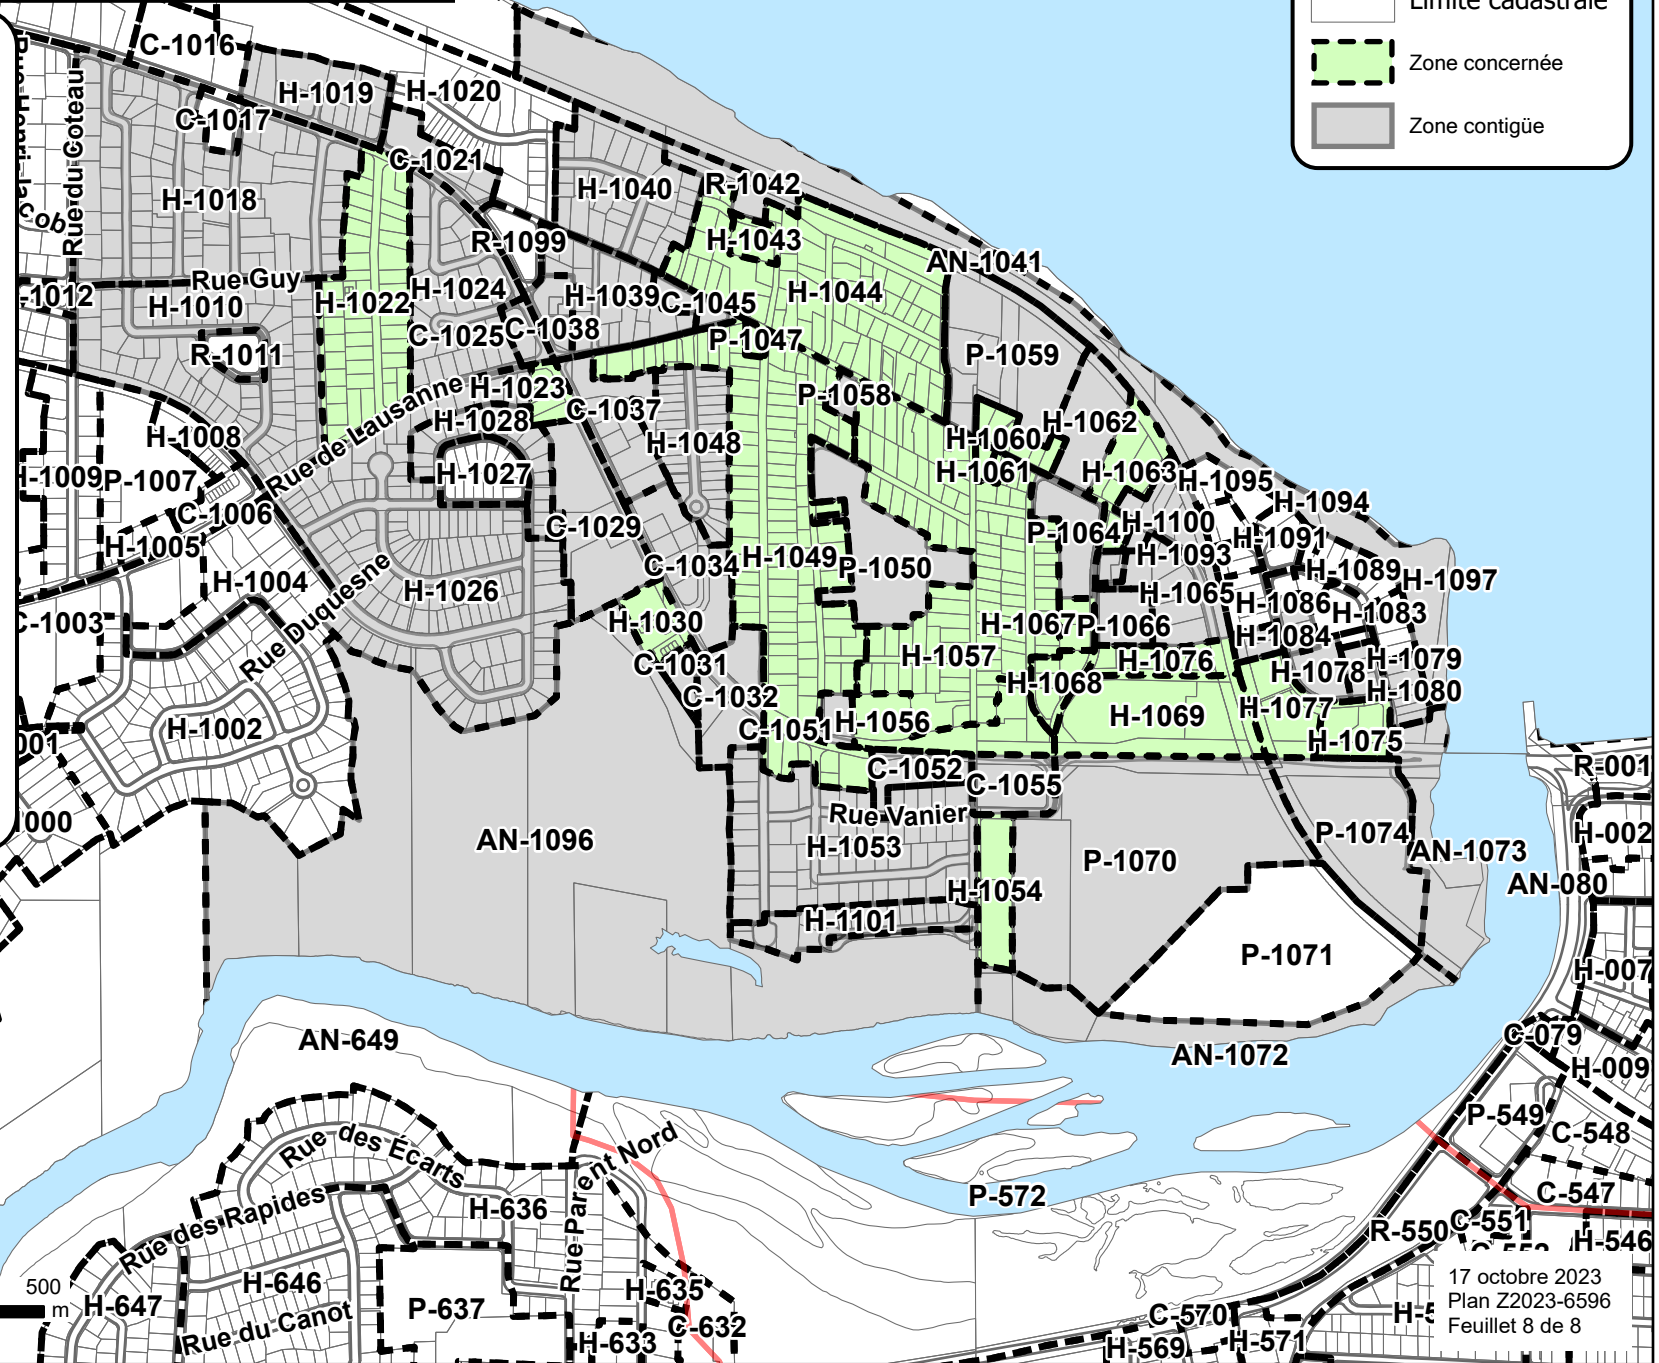 Limite cadastrale
Zone concernée
Zone contigüe
C-1016
H-1019
H-1020
C-1017
Rue du Coteau
C-1021
H-1018
H-1040
R-1042
R-1099
H-1043
AN-1041
Rue Guy
-1012
H-1010
H-1022
H-1024
H-1039
C-1045
H-1044
C-1025
C-1038
R-1011
P-1047
P-1059
Rue de Lausanne
H-1023
P-1058
H-1028
C-1037
H-1062
H-1008
H-1048
H-1060
H-1009
P-1007
H-1027
H-1061
H-1063
H-1095
H-1094
C-1006
C-1029
P-1064
H-1100
H-1091
H-1005
H-1093
C-1034
H-1049
P-1050
H-1089
H-1097
H-1004
H-1026
H-1065
H-1086
H-1083
C-1003
Rue Duquesne
H-1030
H-1067
P-1066
H-1084
C-1031
H-1057
H-1076
H-1078
H-1079
C-1032
H-1068
H-1080
H-1002
C-1051
H-1056
H-1069
H-1077
H-1075
001
C-1052
C-1055
R-001
000
Rue Vanier
AN-1096
H-1053
P-1070
P-1074
AN-1073
H-002
H-1054
AN-080
H-1101
P-1071
H-007
AN-649
AN-1072
C-079
H-009
P-549
C-548
Rue des Écarts
Rue Parent Nord
P-572
C-547
Rue des Rapides
H-636
R-550
C-551
H-546
500
m
H-646
H-635
H-647
P-637
C-570
Rue du Canot
H-633
C-632
H-569
H-571
17 octobre 2023
Plan Z2023-6596
Feuillet 8 de 8